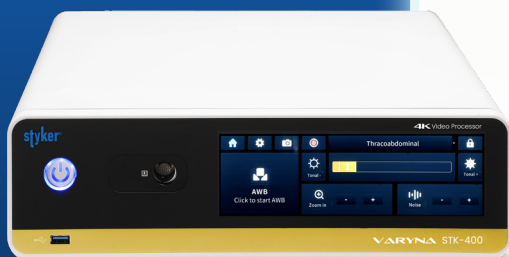 4K Video Processor
styker
Thracoabdominal
Tonal -
Tonal +
AWB
Click to start AWB
Zoom in
-
+
Noise
-
+
VARYNA STK-400